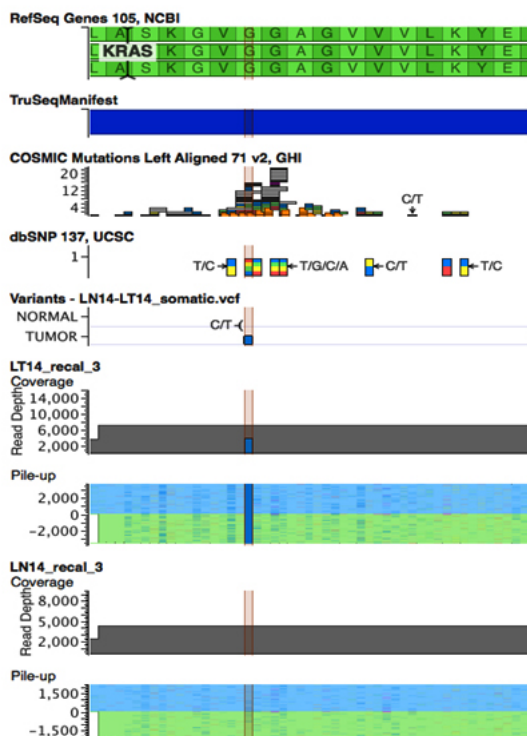 RefSeq Genes 105, NCBI
L A S K G V G G A G V V V L K Y E
KRAS K G V G G A G V V V L K Y E
L A S K G V G G A G V V V L K Y E
TruSeqManifest
COSMIC Mutations Left Aligned 71 v2, GHI
20
12
4
C/T
dbSNP 137, UCSC
1
T/C
T/G/C/A
C/T
T/C
Variants - LN14-LT14_somatic.vcf
NORMAL
C/T
TUMOR
LT14_recal_3
Coverage
Read Depth
14,000
10,000
6,000
2,000
Pile-up
2,000
0
-2,000
LN14_recal_3
Coverage
Read Depth
8,000
5,000
2,000
Pile-up
1,500
0
-1,500